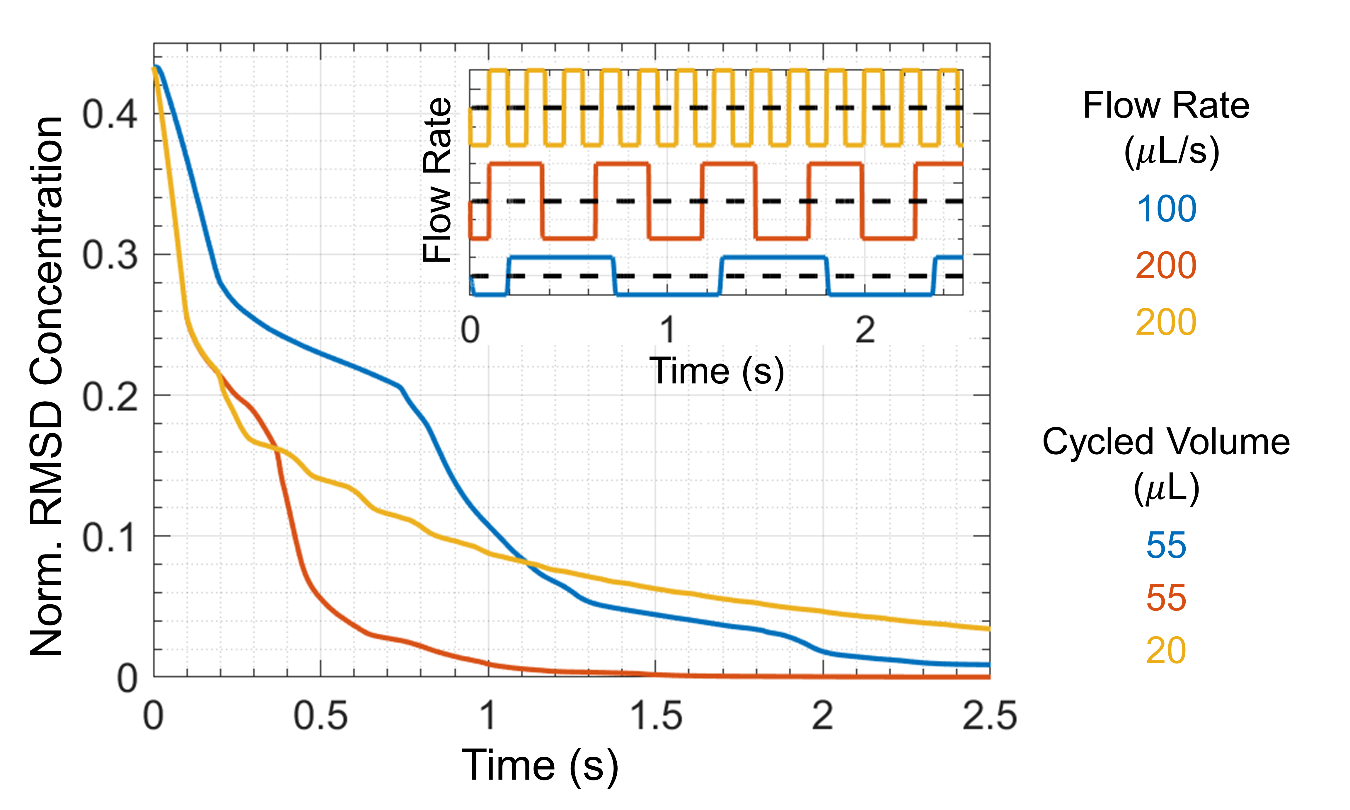 Norm. RMSD Concentration
0.4
0.3
0.2
0.1
0
0 0.5 1 1.5 2 2.5
Time (s)
Flow Rate
0 1 2
Time (s)
Flow Rate
(μL/s)
100
200
200
Cycled Volume
(μL)
55
55
20